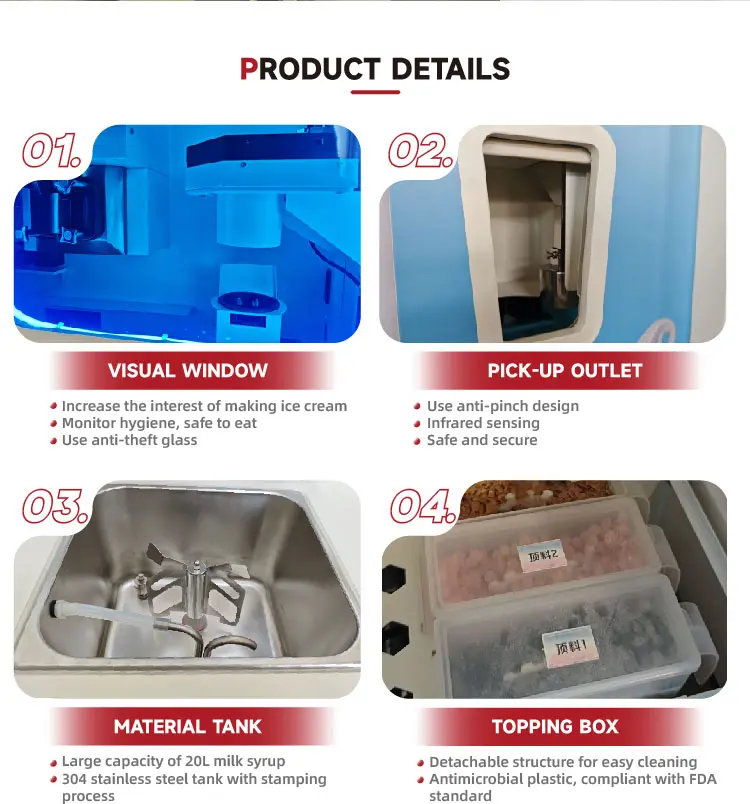 PRODUCT DETAILS
01.
02.
VISUAL WINDOW
Increase the interest of making ice cream
Monitor hygiene, safe to eat
Use anti-theft glass
PICK-UP OUTLET
Use anti-pinch design
Infrared sensing
Safe and secure
03.
04.
顶料2
顶料1
MATERIAL TANK
Large capacity of 20L milk syrup
304 stainless steel tank with stamping
process
TOPPING BOX
Detachable structure for easy cleaning
Antimicrobial plastic, compliant with FDA
standard